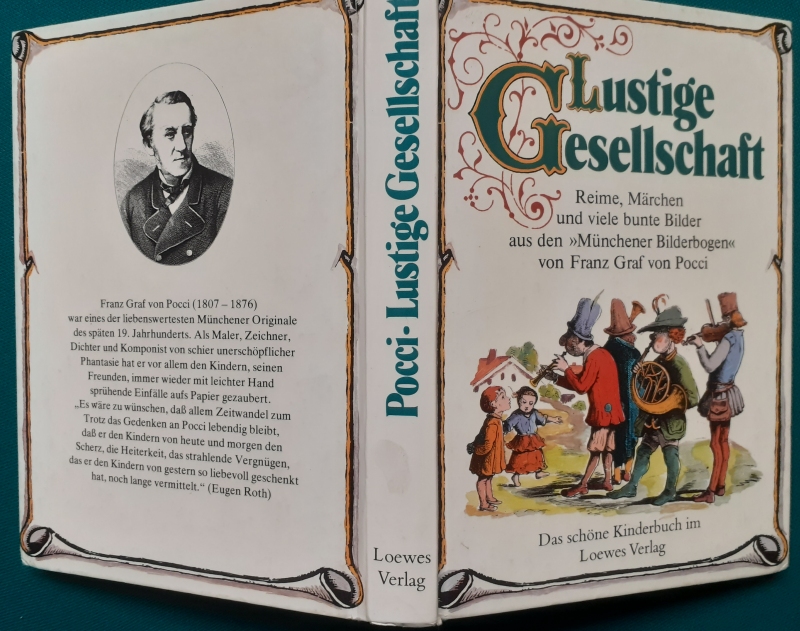 Franz Graf von Pocci (1807 – 1876)
war eines der liebenswertesten Münchener Originale
des späten 19. Jahrhunderts. Als Maler, Zeichner,
Dichter und Komponist von schier unerschöpflicher
Phantasie hat er vor allem den Kindern, seinen
Freunden, immer wieder mit leichter Hand
sprühende Einfälle aufs Papier gezaubert.
„Es wäre zu wünschen, daß allem Zeitwandel zum
Trotz das Gedenken an Pocci lebendig bleibt,
daß er den Kindern von heute und morgen den
Scherz, die Heiterkeit, das strahlende Vergnügen,
das er den Kindern von gestern so liebevoll geschenkt
hat, noch lange vermittelt.“ (Eugen Roth)
Pocci · Lustige Gesellschaft
Loewes
Verlag
Lustige
Gesellschaft
Reime, Märchen
und viele bunte Bilder
aus den »Münchener Bilderbogen«
von Franz Graf von Pocci
Das schöne Kinderbuch im
Loewes Verlag